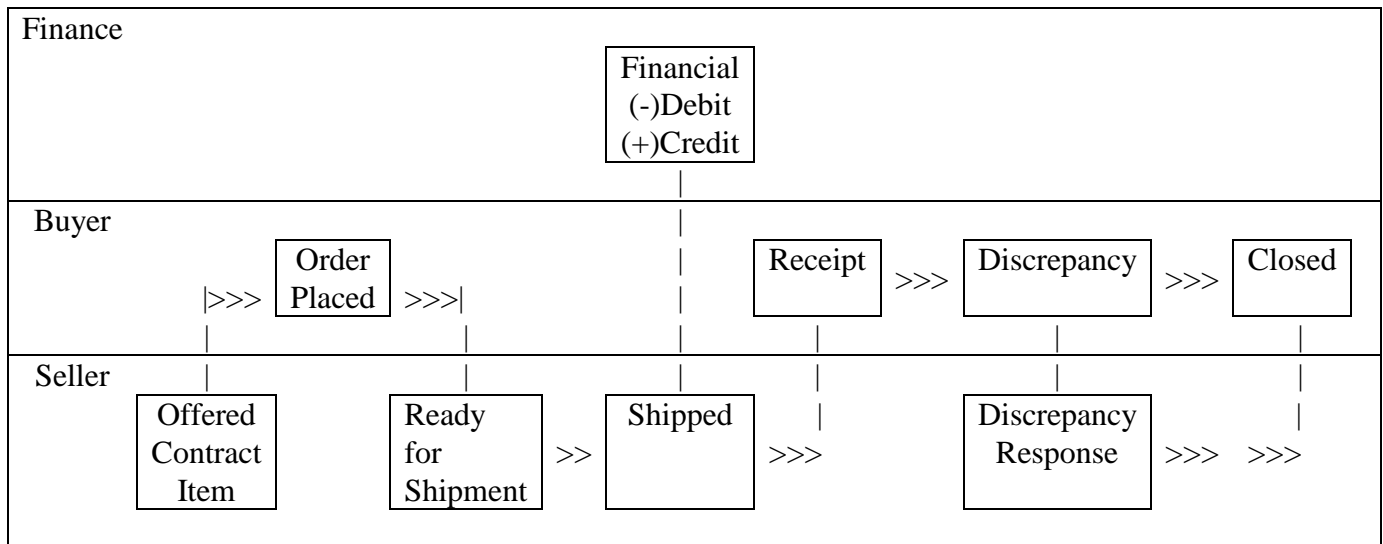 Finance
Financial
(-)Debit
(+)Credit
Buyer
Order
Placed
Receipt
Discrepancy
Closed
|>>>
>>>|
>>>
>>>
Seller
Offered
Contract
Item
Ready
for
Shipment
>>
Shipped
>>>
Discrepancy
Response
>>>
>>>